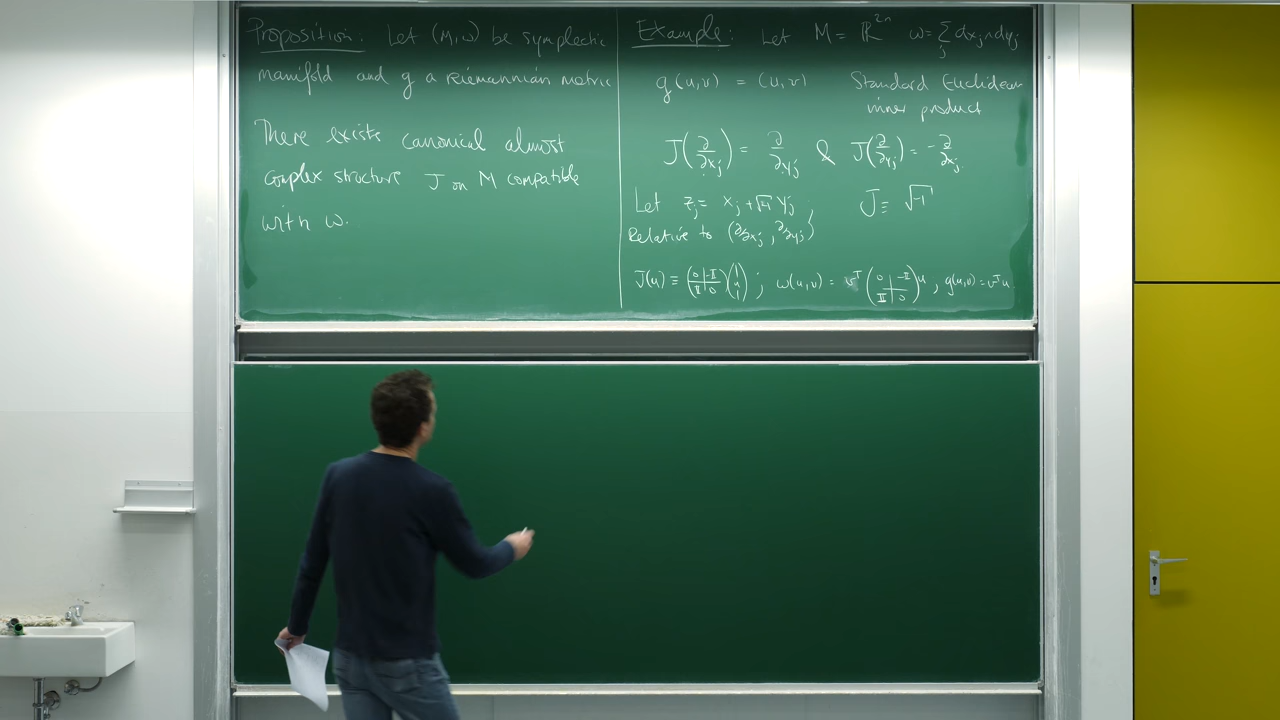 Proposition: Let (M,ω) be symplectic
manifold and g a Riemannian metric
There exists canonical almost
complex structure J on M compatible
with ω.
Example: Let M = ℝ²ⁿ ω = ∑_j dx_j∧dy_j
g(u,v) = (u,v) Standard Euclidean
inner product
J(∂/∂x_j) = ∂/∂y_j & J(∂/∂y_j) = -∂/∂x_j
Let z_j = x_j + √-1 y_j ; J ≡ √-1
Relative to (∂/∂x_j, ∂/∂y_j)
J(u) ≡ (0 | -𝕀 / 𝕀 | 0)(u) ; ω(u,v) = v^T (0 | -𝕀 / 𝕀 | 0) u , g(u,v) = v^T u